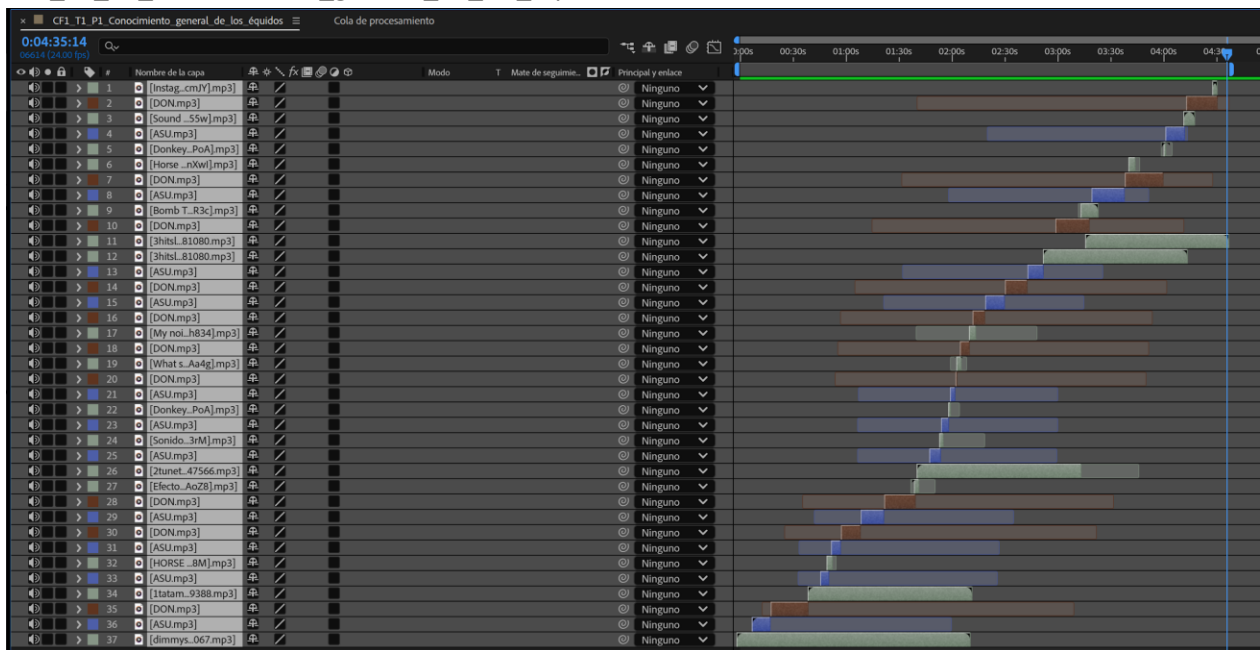 × CF1_T1_P1_Conocimiento_general_de_los_équidos ≡ Cola de procesamiento
0:04:35:14
06614 (24.00 fps)
00:30s 01:00s 01:30s 02:00s 02:30s 03:00s 03:30s 04:00s
# Nombre de la capa fx Modo T Mate de seguimie... Principal y enlace
1 [Instag...cmJY].mp3] Ninguno
2 [DON.mp3] Ninguno
3 [Sound ...55w].mp3] Ninguno
4 [ASU.mp3] Ninguno
5 [Donkey...PoA].mp3] Ninguno
6 [Horse ...nXwI].mp3] Ninguno
7 [DON.mp3] Ninguno
8 [ASU.mp3] Ninguno
9 [Bomb T...R3c].mp3] Ninguno
10 [DON.mp3] Ninguno
11 [3hitsl...81080.mp3] Ninguno
12 [3hitsl...81080.mp3] Ninguno
13 [ASU.mp3] Ninguno
14 [DON.mp3] Ninguno
15 [ASU.mp3] Ninguno
16 [DON.mp3] Ninguno
17 [My noi...h834].mp3] Ninguno
18 [DON.mp3] Ninguno
19 [What s...Aa4g].mp3] Ninguno
20 [DON.mp3] Ninguno
21 [ASU.mp3] Ninguno
22 [Donkey...PoA].mp3] Ninguno
23 [ASU.mp3] Ninguno
24 [Sonido...3rM].mp3] Ninguno
25 [ASU.mp3] Ninguno
26 [2tunet...47566.mp3] Ninguno
27 [Efecto...AoZ8].mp3] Ninguno
28 [DON.mp3] Ninguno
29 [ASU.mp3] Ninguno
30 [DON.mp3] Ninguno
31 [ASU.mp3] Ninguno
32 [HORSE ...8M].mp3] Ninguno
33 [ASU.mp3] Ninguno
34 [1tatam...9388.mp3] Ninguno
35 [DON.mp3] Ninguno
36 [ASU.mp3] Ninguno
37 [dimmys...067.mp3] Ninguno